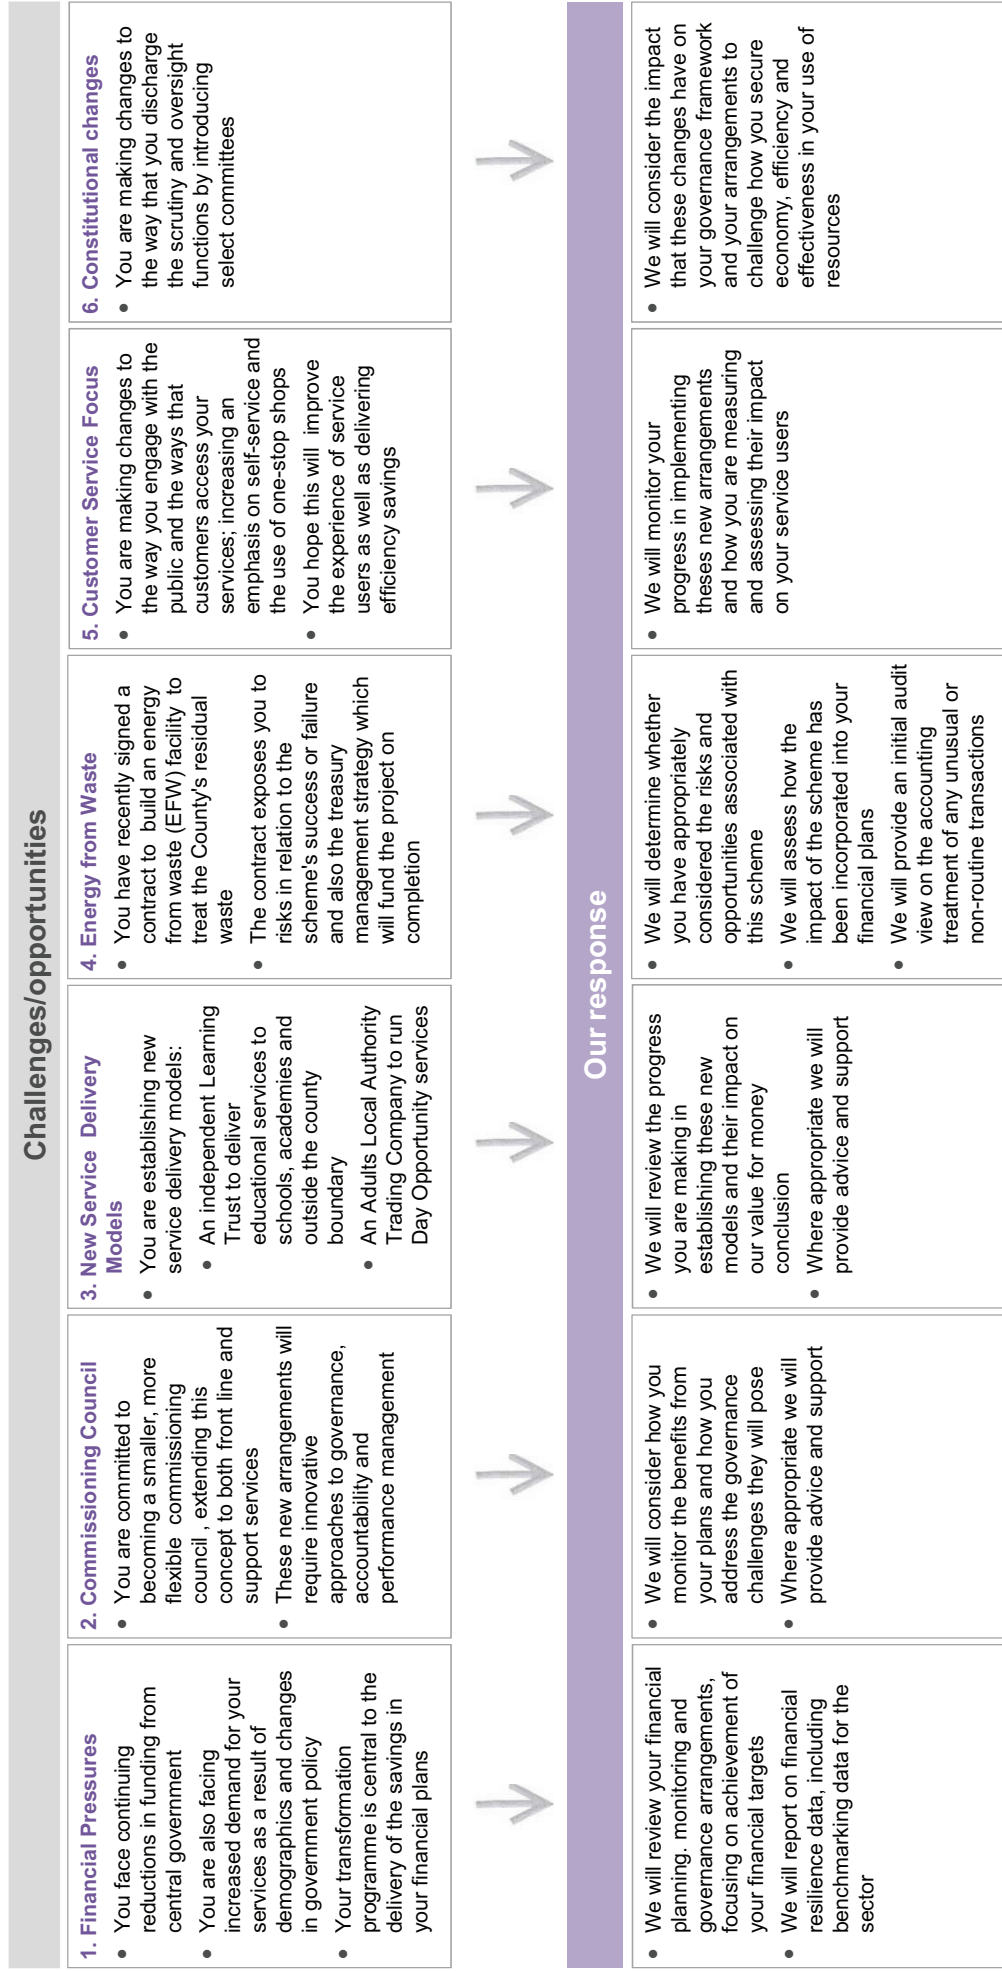 Challenges/opportunities
1. Financial Pressures
• You face continuing
reductions in funding from
central government
• You are also facing
increased demand for your
services as a result of
demographics and changes
in government policy
• Your transformation
programme is central to the
delivery of the savings in
your financial plans
2. Commissioning Council
• You are committed to
becoming a smaller, more
flexible commissioning
council , extending this
concept to both front line and
support services
• These new arrangements will
require innovative
approaches to governance,
accountability and
performance management
3. New Service Delivery
Models
• You are establishing new
service delivery models:
• An independent Learning
Trust to deliver
educational services to
schools, academies and
outside the county
boundary
• An Adults Local Authority
Trading Company to run
Day Opportunity services
4. Energy from Waste
• You have recently signed a
contract to build an energy
from waste (EFW) facility to
treat the County's residual
waste
• The contract exposes you to
risks in relation to the
scheme's success or failure
and also the treasury
management strategy which
will fund the project on
completion
5. Customer Service Focus
• You are making changes to
the way you engage with the
public and the ways that
customers access your
services; increasing an
emphasis on self-service and
the use of one-stop shops
• You hope this will improve
the experience of service
users as well as delivering
efficiency savings
6. Constitutional changes
• You are making changes to
the way that you discharge
the scrutiny and oversight
functions by introducing
select committees
Our response
• We will review your financial
planning. monitoring and
governance arrangements,
focusing on achievement of
your financial targets
• We will report on financial
resilience data, including
benchmarking data for the
sector
• We will consider how you
monitor the benefits from
your plans and how you
address the governance
challenges they will pose
• Where appropriate we will
provide advice and support
• We will review the progress
you are making in
establishing these new
models and their impact on
our value for money
conclusion
• Where appropriate we will
provide advice and support
• We will determine whether
you have appropriately
considered the risks and
opportunities associated with
this scheme
• We will assess how the
impact of the scheme has
been incorporated into your
financial plans
• We will provide an initial audit
view on the accounting
treatment of any unusual or
non-routine transactions
• We will monitor your
progress in implementing
theses new arrangements
and how you are measuring
and assessing their impact
on your service users
• We will consider the impact
that these changes have on
your governance framework
and your arrangements to
challenge how you secure
economy, efficiency and
effectiveness in your use of
resources